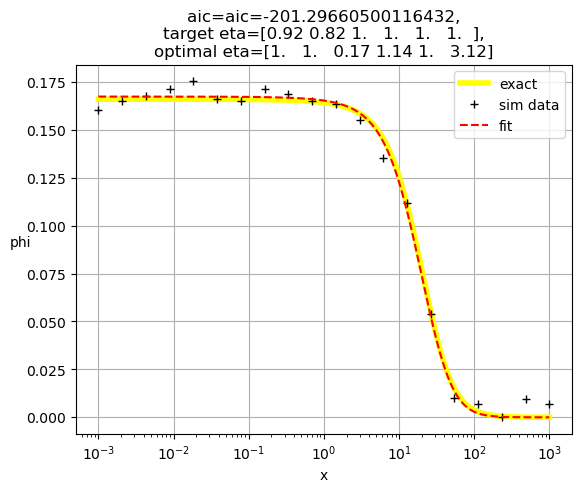 aic=aic=-201.29660500116432,
target eta=[0.92 0.82 1.   1.   1.   1.  ],
optimal eta=[1.   1.   0.17 1.14 1.   3.12]
exact
sim data
fit
0.175
0.150
0.125
0.100
phi
0.075
0.050
0.025
0.000
10⁻³ 10⁻² 10⁻¹ 10⁰ 10¹ 10² 10³
x